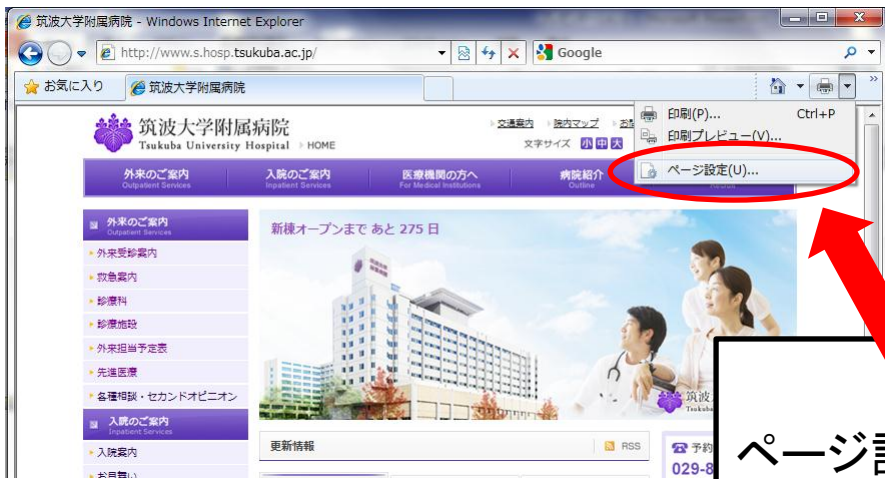 筑波大学附属病院 - Windows Internet Explorer
http://www.s.hosp.tsukuba.ac.jp/
Google
お気に入り
筑波大学附属病院
印刷(P)... Ctrl+P
印刷プレビュー(V)...
ページ設定(U)...
筑波大学附属病院
Tsukuba University Hospital HOME
交通案内 院内マップ
文字サイズ 小 中 大
外来のご案内
Outpatient Services
入院のご案内
Inpatient Services
医療機関の方へ
For Medical Institutions
病院紹介
Outline
外来のご案内
Outpatient Services
外来受診案内
救急案内
診療科
診療施設
外来担当予定表
先進医療
各種相談・セカンドオピニオン
入院のご案内
Inpatient Services
入院案内
お見舞い
新棟オープンまで あと 275 日
筑波
更新情報
RSS
予約
029-8
ページ